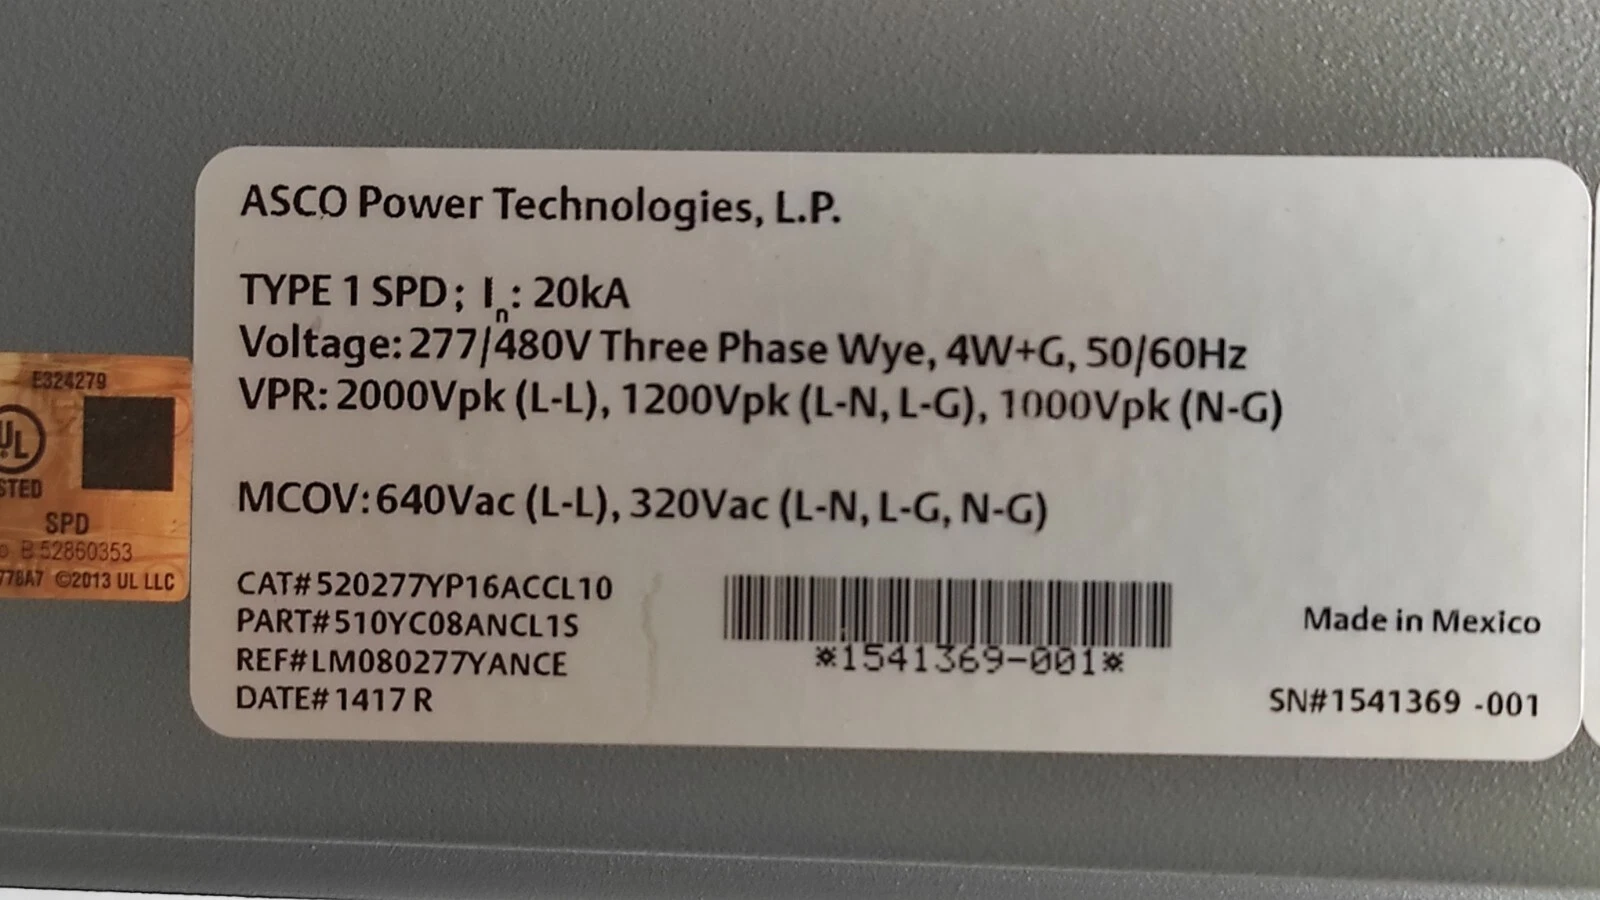 ASCO Power Technologies, L.P.
TYPE 1 SPD; In: 20kA
Voltage: 277/480V Three Phase Wye, 4W+G, 50/60Hz
VPR: 2000Vpk (L-L), 1200Vpk (L-N, L-G), 1000Vpk (N-G)
MCOV: 640Vac (L-L), 320Vac (L-N, L-G, N-G)
CAT# 520277YP16ACCL10
PART# 510YC08ANCL1S
REF# LM080277YANCE
DATE# 1417 R
*1541369-001*
Made in Mexico
SN#1541369 -001
E324279
UL
STED
SPD
o B 52860353
778A7 ©2013 UL LLC